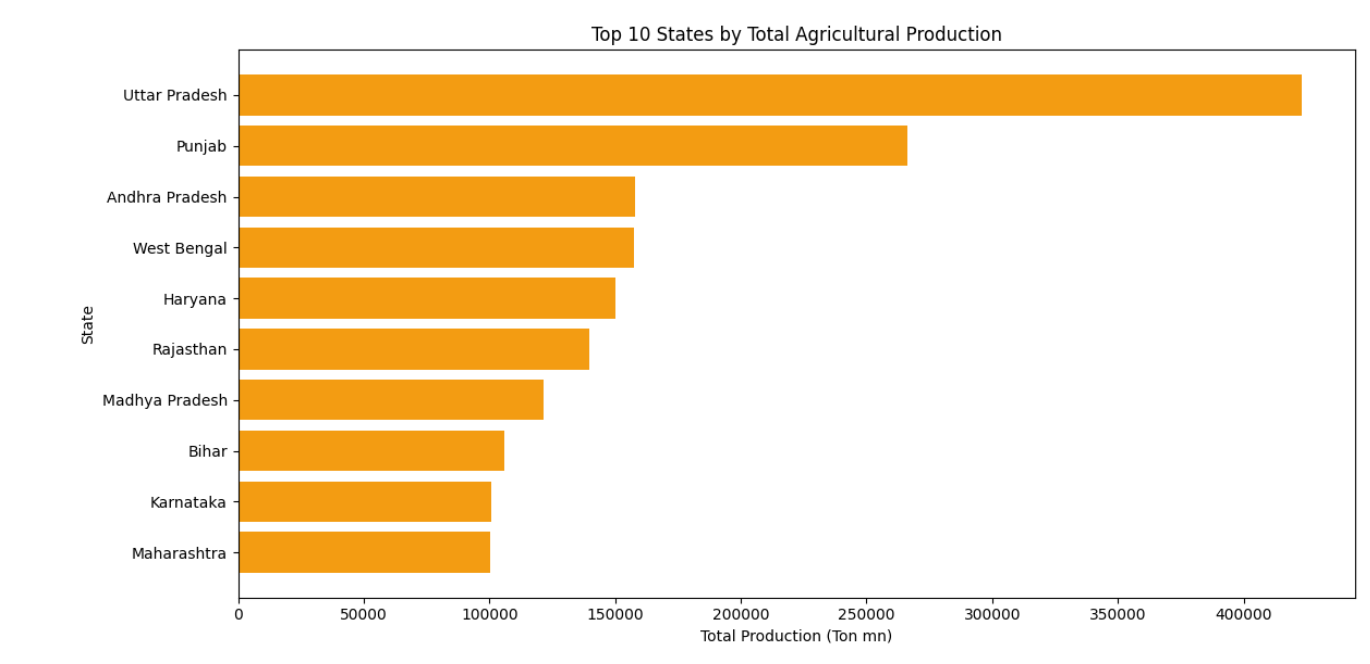 Top 10 States by Total Agricultural Production
Uttar Pradesh
Punjab
Andhra Pradesh
West Bengal
Haryana
Rajasthan
Madhya Pradesh
Bihar
Karnataka
Maharashtra
State
0 50000 100000 150000 200000 250000 300000 350000 400000
Total Production (Ton mn)